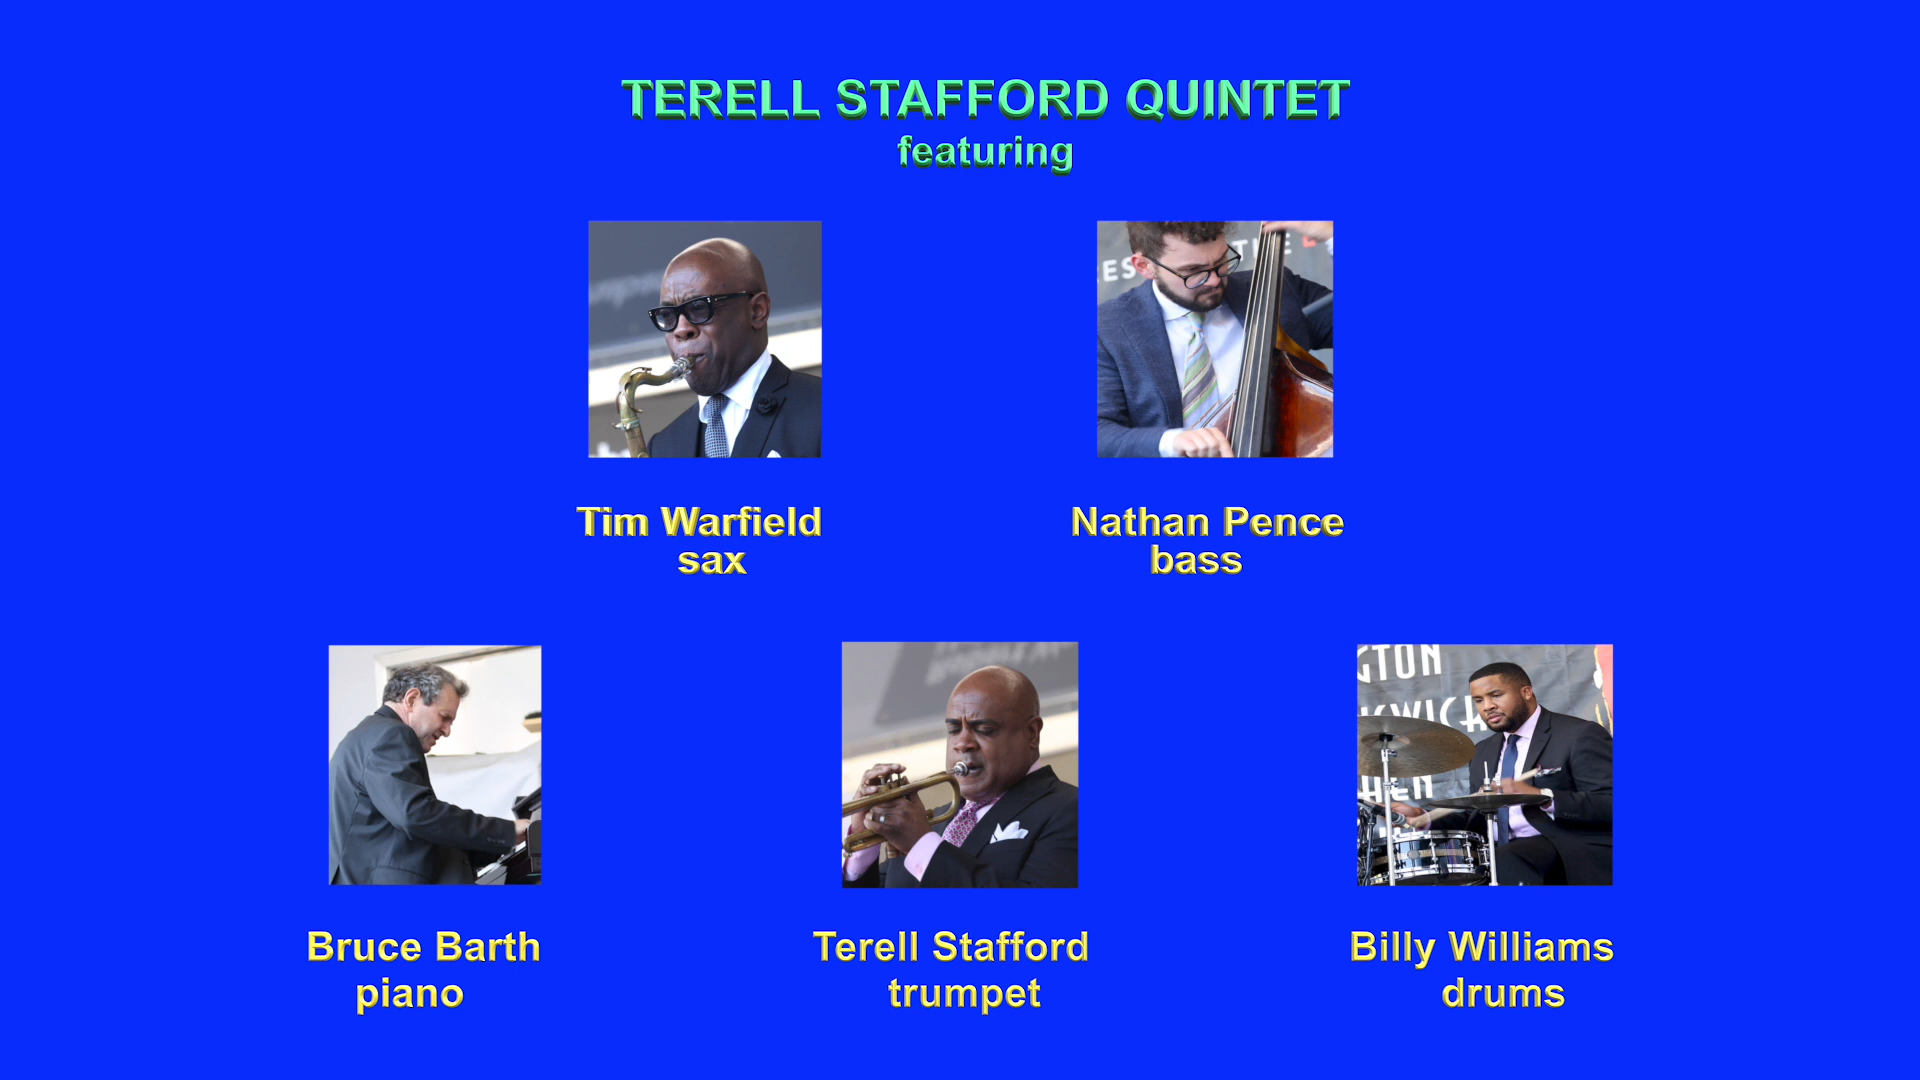 TERELL STAFFORD QUINTET
featuring
Tim Warfield
sax
Nathan Pence
bass
Bruce Barth
piano
Terell Stafford
trumpet
Billy Williams
drums